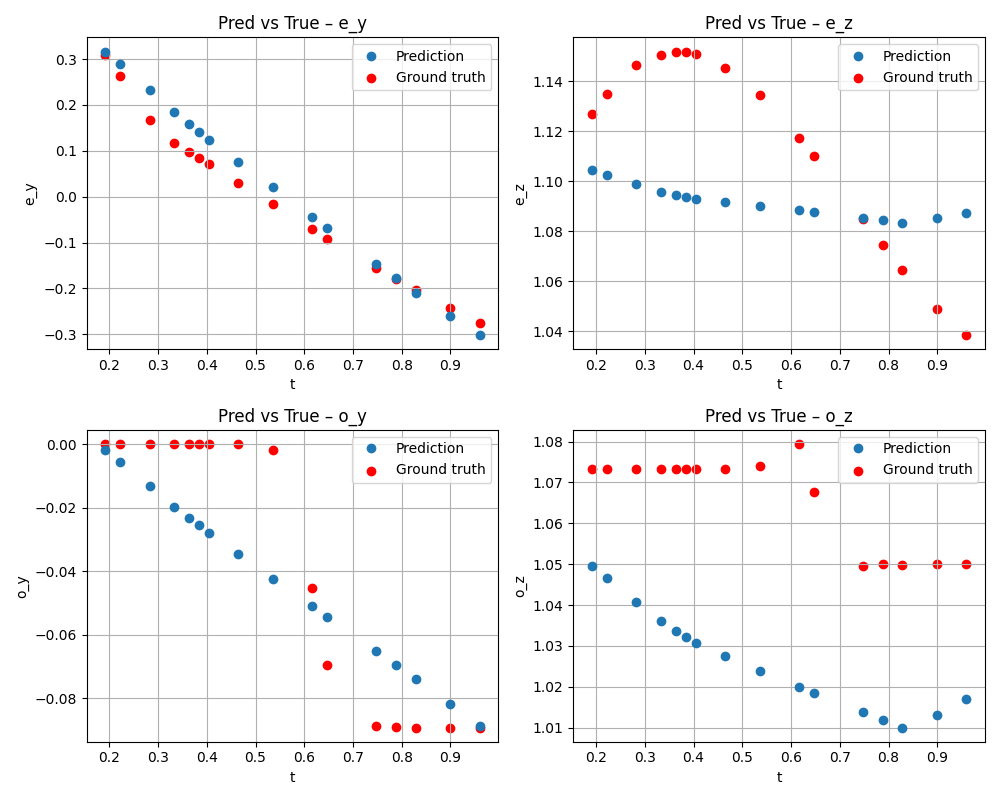 Pred vs True – e_y
Prediction
Ground truth
0.3
0.2
0.1
0.0
−0.1
−0.2
−0.3
e_y
0.2 0.3 0.4 0.5 0.6 0.7 0.8 0.9
t
Pred vs True – e_z
Prediction
Ground truth
1.14
1.12
1.10
1.08
1.06
1.04
e_z
0.2 0.3 0.4 0.5 0.6 0.7 0.8 0.9
t
Pred vs True – o_y
Prediction
Ground truth
0.00
−0.02
−0.04
−0.06
−0.08
o_y
0.2 0.3 0.4 0.5 0.6 0.7 0.8 0.9
t
Pred vs True – o_z
Prediction
Ground truth
1.08
1.07
1.06
1.05
1.04
1.03
1.02
1.01
o_z
0.2 0.3 0.4 0.5 0.6 0.7 0.8 0.9
t